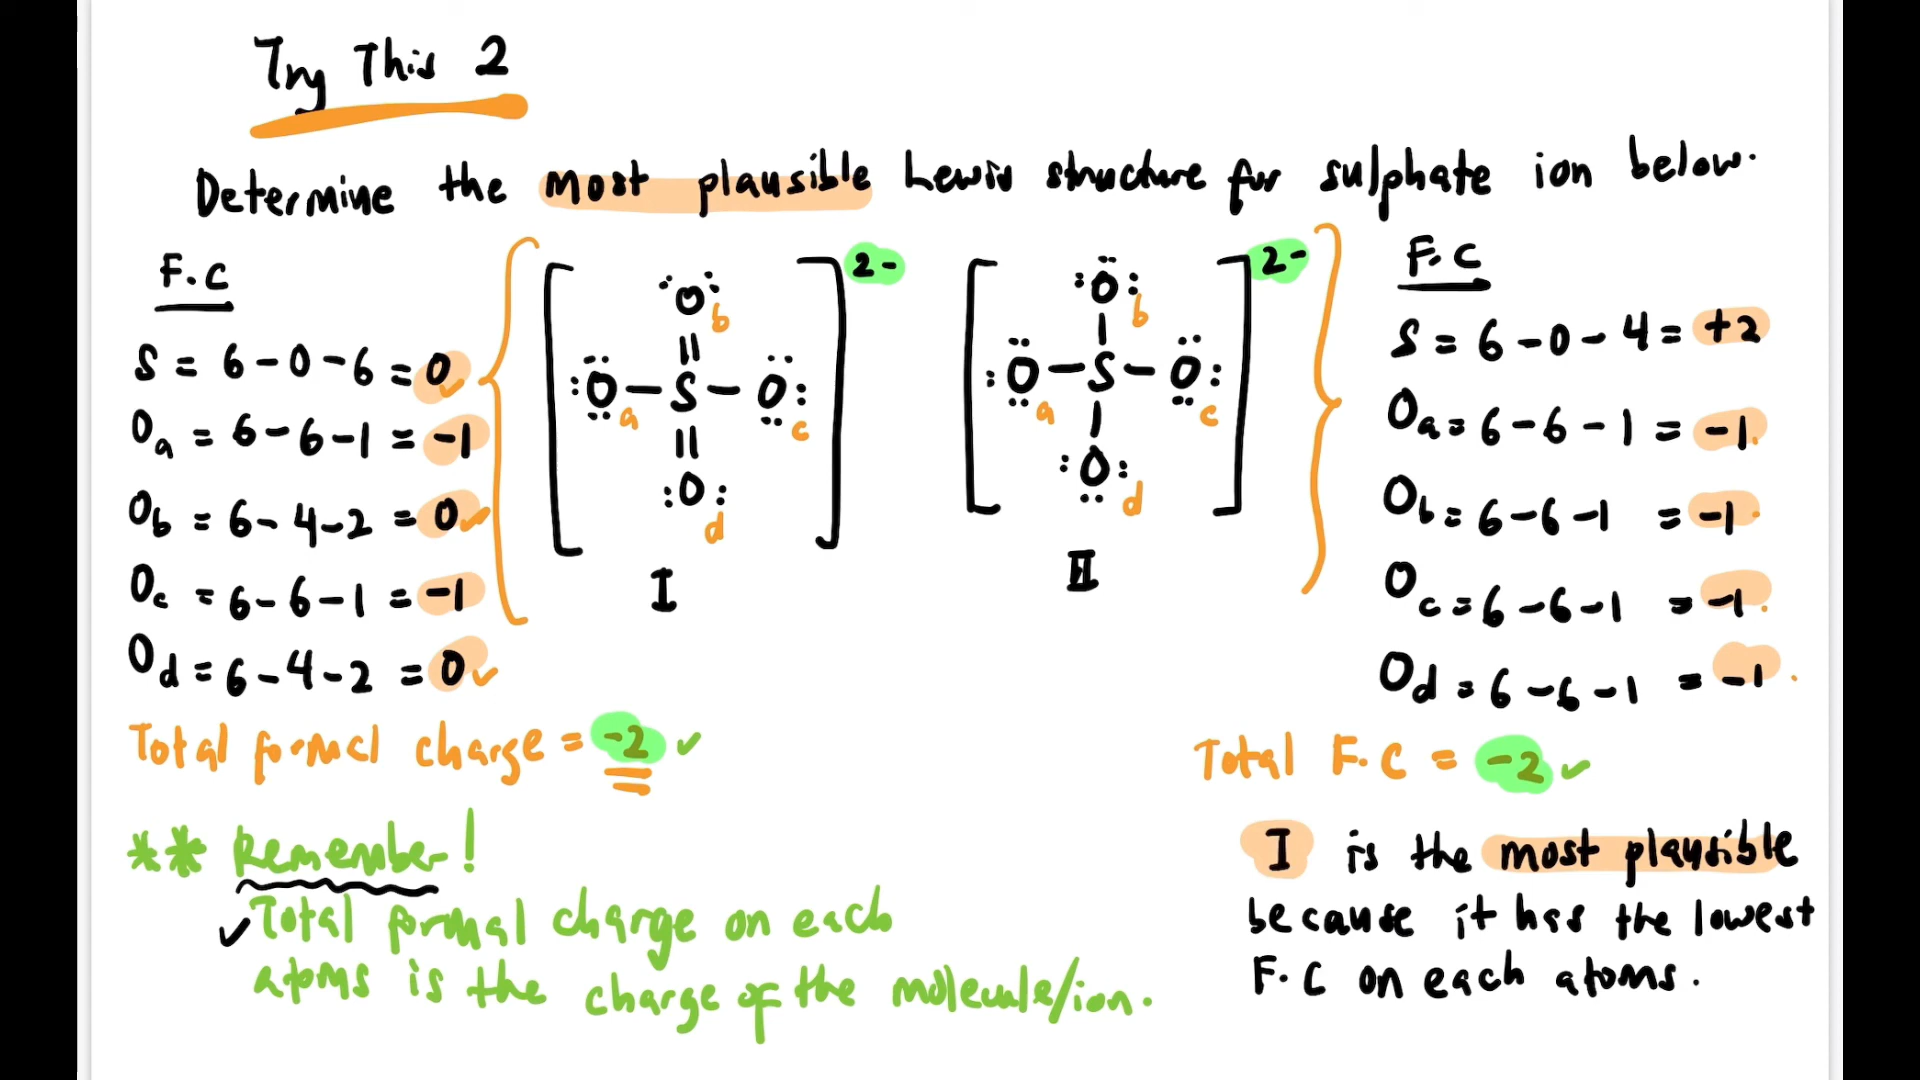 Try This 2
Determine the most plausible Lewis structure for sulphate ion below.
F.C
S = 6 - 0 - 6 = 0 ✓
Oa = 6 - 6 - 1 = -1
Ob = 6 - 4 - 2 = 0 ✓
Oc = 6 - 6 - 1 = -1
Od = 6 - 4 - 2 = 0 ✓
Total formal charge = -2 ✓
2-
O b
O a - S - O c
O d
I
2-
O b
O a - S - O c
O d
II
F.C
S = 6 - 0 - 4 = +2
Oa = 6 - 6 - 1 = -1
Ob = 6 - 6 - 1 = -1
Oc = 6 - 6 - 1 = -1
Od = 6 - 6 - 1 = -1
Total F.C = -2 ✓
** Remember!
✓ Total formal charge on each
atoms is the charge of the molecule/ion.
I is the most plausible
because it has the lowest
F.C on each atoms.